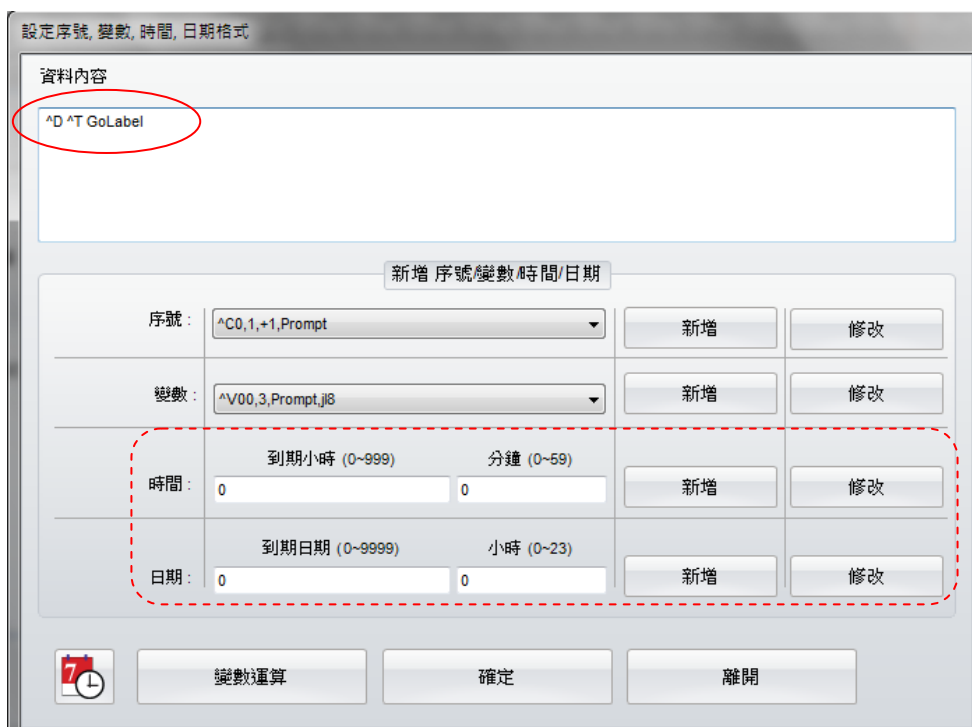 設定序號, 變數, 時間, 日期格式
資料內容
^D ^T GoLabel
新增 序號/變數/時間/日期
序號 : ^C0,1,+1,Prompt 新增 修改
變數 : ^V00,3,Prompt,jl8 新增 修改
到期小時 (0~999) 分鐘 (0~59)
時間 : 0 0 新增 修改
到期日期 (0~9999) 小時 (0~23)
日期 : 0 0 新增 修改
7 變數運算 確定 離開